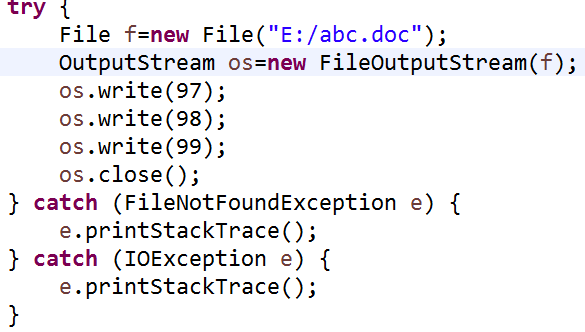 try {
    File f=new File("E:/abc.doc");
    OutputStream os=new FileOutputStream(f);
    os.write(97);
    os.write(98);
    os.write(99);
    os.close();
} catch (FileNotFoundException e) {
    e.printStackTrace();
} catch (IOException e) {
    e.printStackTrace();
}